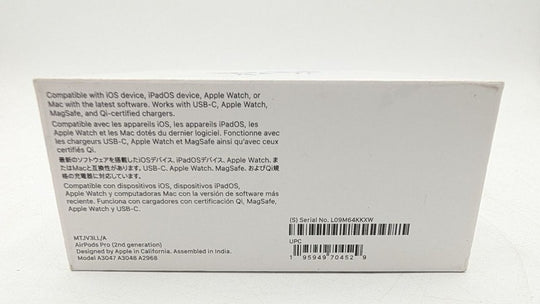 Compatible with iOS device, iPadOS device, Apple Watch, or
Mac with the latest software. Works with USB-C, Apple Watch,
MagSafe, and Qi-certified chargers.
Compatible avec les appareils iOS, les appareils iPadOS, les
Apple Watch et les Mac dotés du dernier logiciel. Fonctionne avec
les chargeurs USB-C, Apple Watch et MagSafe ainsi qu'avec ceux
certifiés Qi.
最新のソフトウェアを搭載したiOSデバイス、iPadOSデバイス、Apple Watch、ま
たはMacと互換性があります。USB-C、Apple Watch、MagSafe、およびQi規
格の充電器に対応しています。
Compatible con dispositivos iOS, dispositivos iPadOS,
Apple Watch y computadoras Mac con la versión de software más
reciente. Funciona con cargadores con certificación Qi, MagSafe,
Apple Watch y USB-C.
MTJV3LL/A
AirPods Pro (2nd generation)
Designed by Apple in California. Assembled in India.
Model A3047 A3048 A2968
(S) Serial No. L09M64KKXW
UPC
1 95949 70452 9